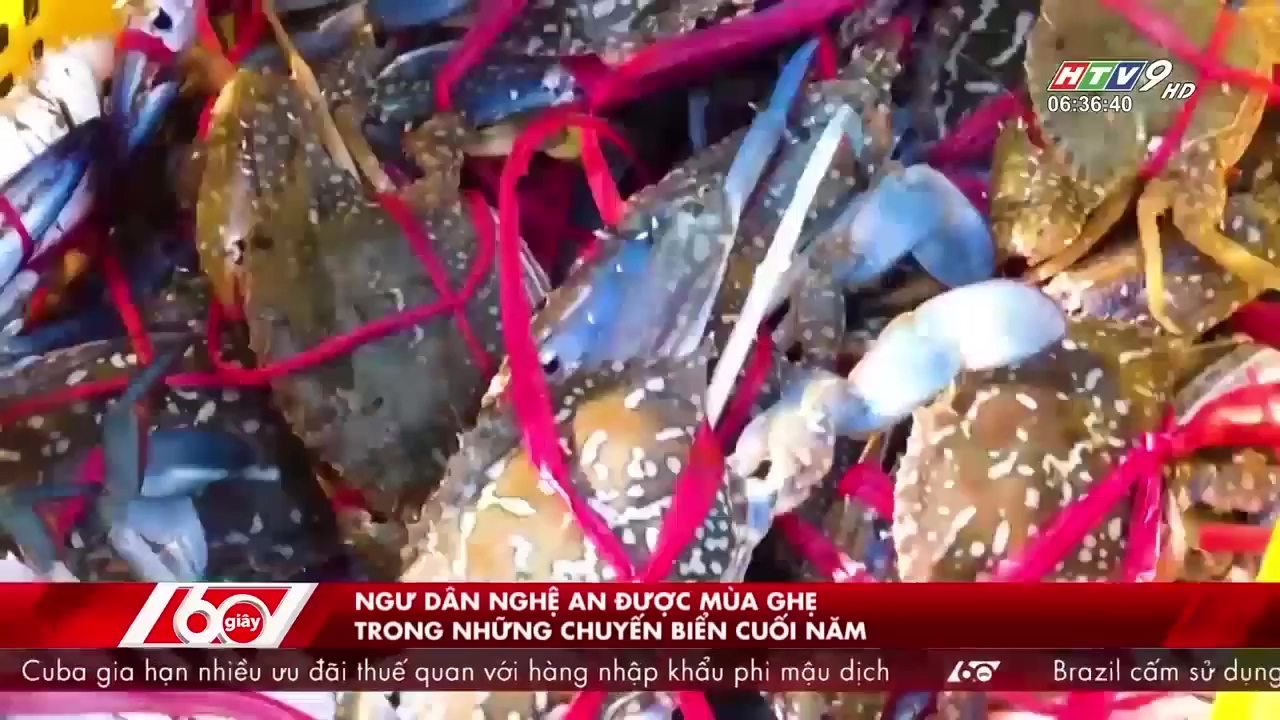 HTV9 HD
06:36:40
60 giây
NGƯ DÂN NGHỆ AN ĐƯỢC MÙA GHẸ
TRONG NHỮNG CHUYẾN BIỂN CUỐI NĂM
Cuba gia hạn nhiều ưu đãi thuế quan với hàng nhập khẩu phi mậu dịch
60
Brazil cấm sử dụng